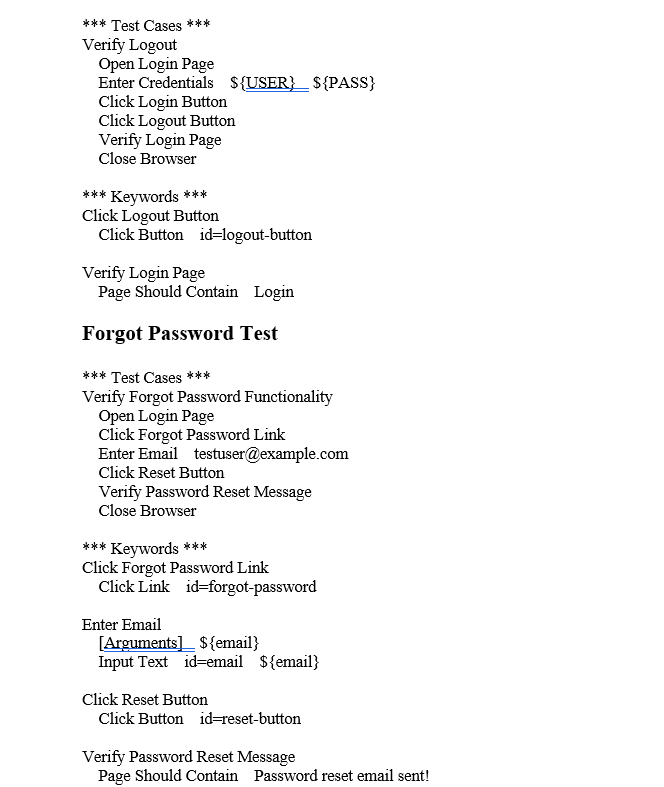 *** Test Cases ***
Verify Logout
    Open Login Page
    Enter Credentials    ${USER}    ${PASS}
    Click Login Button
    Click Logout Button
    Verify Login Page
    Close Browser

*** Keywords ***
Click Logout Button
    Click Button    id=logout-button

Verify Login Page
    Page Should Contain    Login

Forgot Password Test

*** Test Cases ***
Verify Forgot Password Functionality
    Open Login Page
    Click Forgot Password Link
    Enter Email    testuser@example.com
    Click Reset Button
    Verify Password Reset Message
    Close Browser

*** Keywords ***
Click Forgot Password Link
    Click Link    id=forgot-password

Enter Email
    [Arguments]    ${email}
    Input Text    id=email    ${email}

Click Reset Button
    Click Button    id=reset-button

Verify Password Reset Message
    Page Should Contain    Password reset email sent!